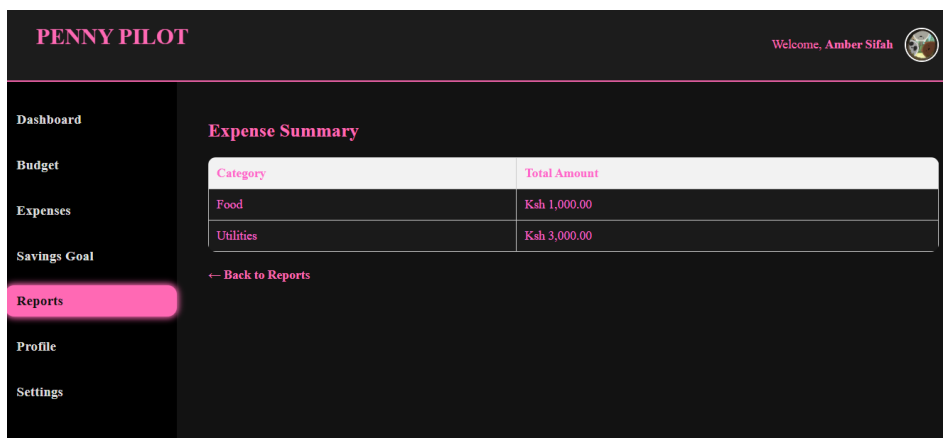 PENNY PILOT
Welcome, Amber Sifah
Dashboard
Budget
Expenses
Savings Goal
Reports
Profile
Settings
Expense Summary
Category Total Amount
Food Ksh 1,000.00
Utilities Ksh 3,000.00
← Back to Reports